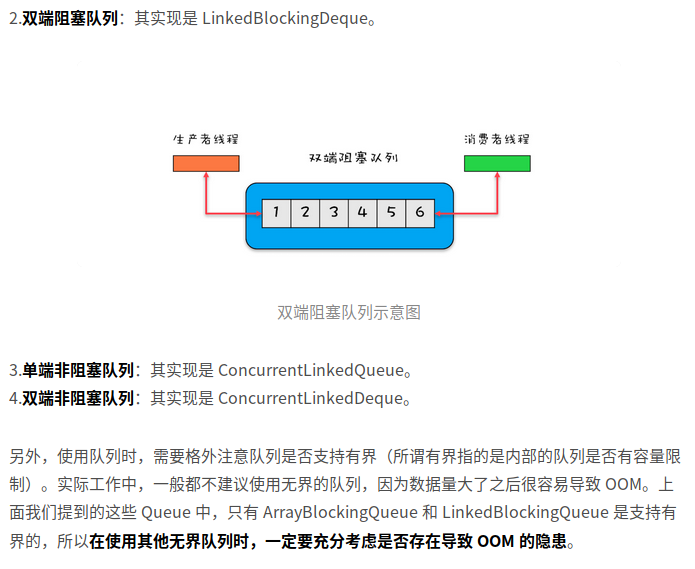 2.双端阻塞队列：其实现是 LinkedBlockingDeque。
生产者线程
消费者线程
双端阻塞队列
1 2 3 4 5 6
双端阻塞队列示意图
3.单端非阻塞队列：其实现是 ConcurrentLinkedQueue。
4.双端非阻塞队列：其实现是 ConcurrentLinkedDeque。
另外，使用队列时，需要格外注意队列是否支持有界（所谓有界指的是内部的队列是否有容量限
制）。实际工作中，一般都不建议使用无界的队列，因为数据量大了之后很容易导致 OOM。上
面我们提到的这些 Queue 中，只有 ArrayBlockingQueue 和 LinkedBlockingQueue 是支持有
界的，所以在使用其他无界队列时，一定要充分考虑是否存在导致 OOM 的隐患。